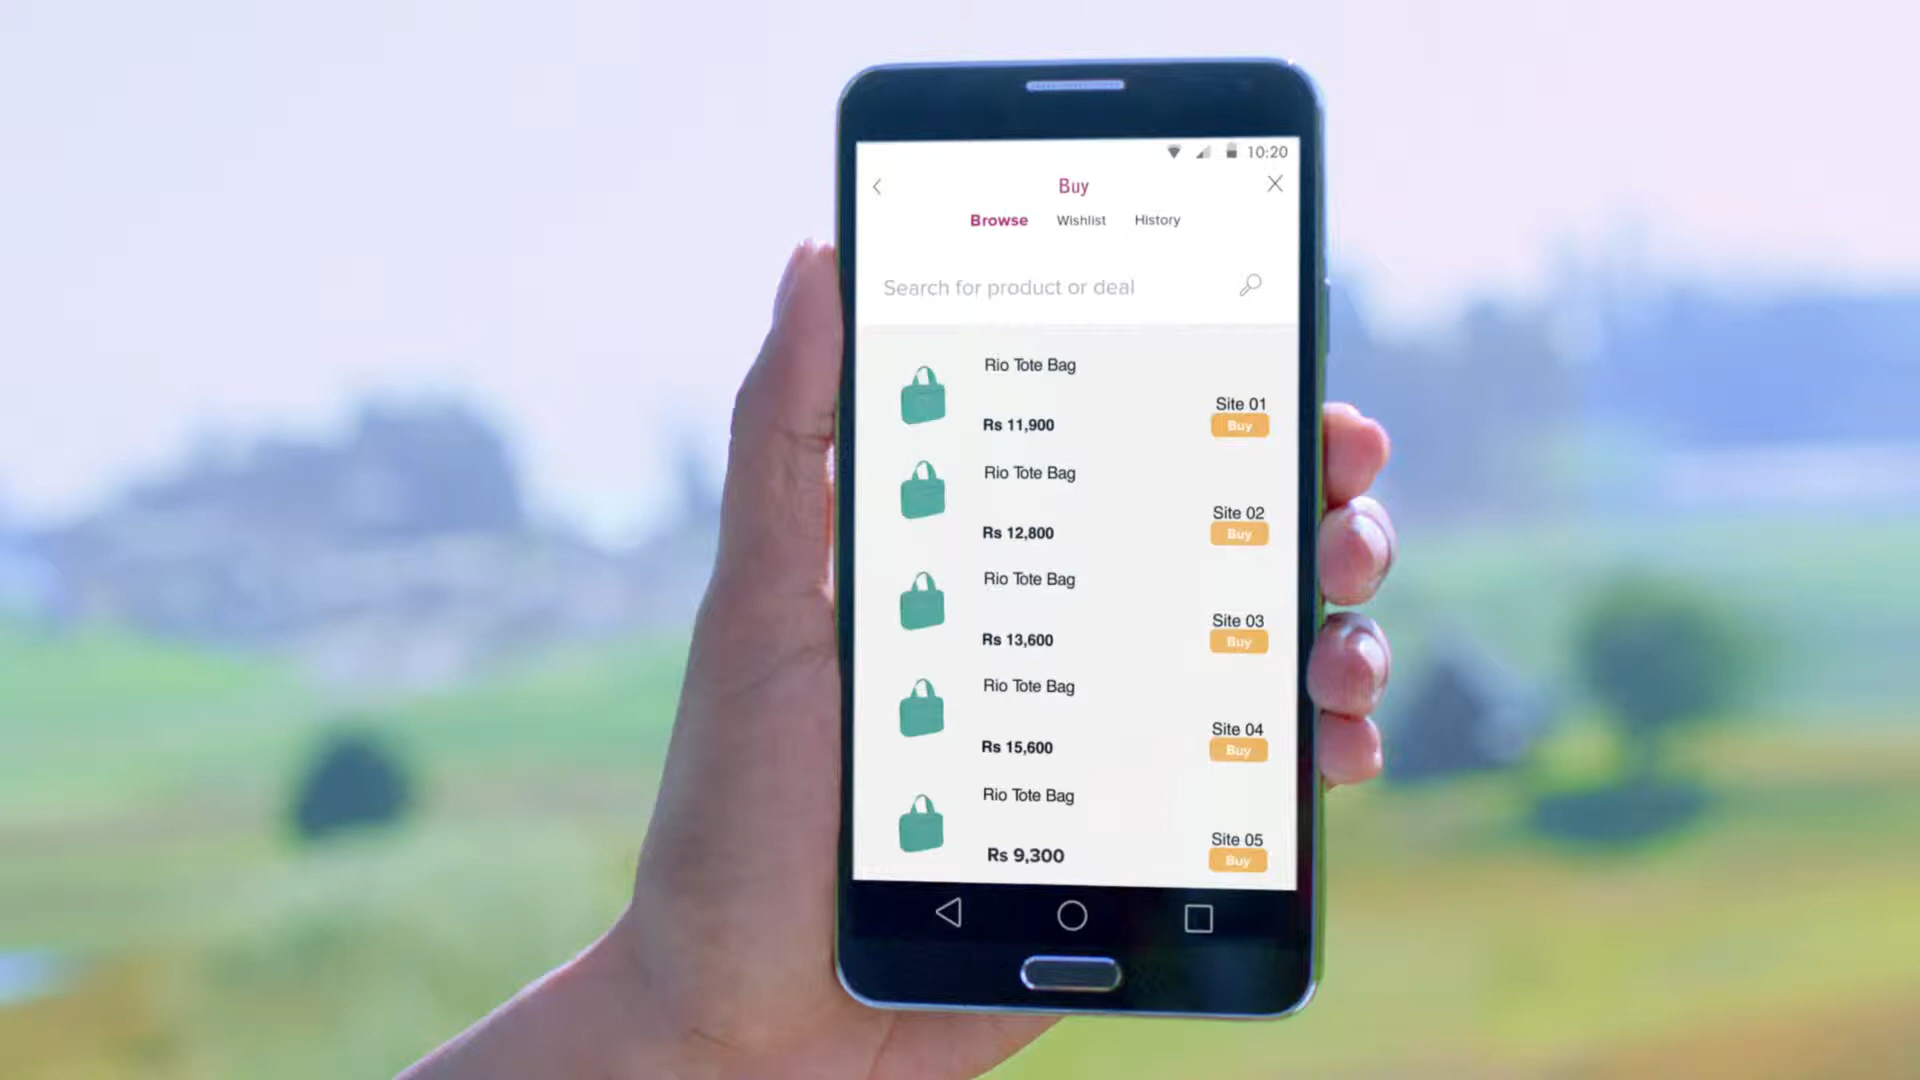 10:20
Buy
Browse Wishlist History
Search for product or deal
Rio Tote Bag
Site 01
Rs 11,900 Buy
Rio Tote Bag
Site 02
Rs 12,800 Buy
Rio Tote Bag
Site 03
Rs 13,600 Buy
Rio Tote Bag
Site 04
Rs 15,600 Buy
Rio Tote Bag
Site 05
Rs 9,300 Buy